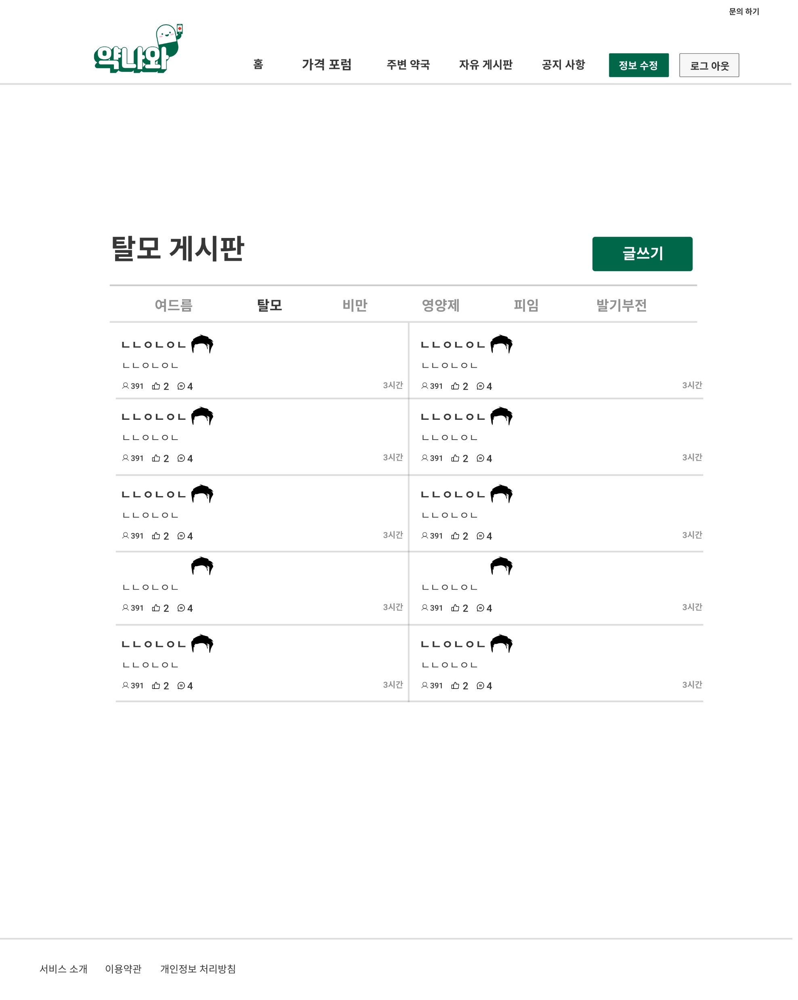 문의 하기
약나와
홈 가격 포럼 주변 약국 자유 게시판 공지 사항 정보 수정 로그 아웃
탈모 게시판
글쓰기
여드름 탈모 비만 영양제 피임 발기부전
ㄴㄴㅇㄴㅇㄴ
ㄴㄴㅇㄴㅇㄴ
391 2 4 3시간
ㄴㄴㅇㄴㅇㄴ
ㄴㄴㅇㄴㅇㄴ
391 2 4 3시간
ㄴㄴㅇㄴㅇㄴ
ㄴㄴㅇㄴㅇㄴ
391 2 4 3시간
ㄴㄴㅇㄴㅇㄴ
ㄴㄴㅇㄴㅇㄴ
391 2 4 3시간
ㄴㄴㅇㄴㅇㄴ
ㄴㄴㅇㄴㅇㄴ
391 2 4 3시간
ㄴㄴㅇㄴㅇㄴ
ㄴㄴㅇㄴㅇㄴ
391 2 4 3시간
ㄴㄴㅇㄴㅇㄴ
391 2 4 3시간
ㄴㄴㅇㄴㅇㄴ
391 2 4 3시간
ㄴㄴㅇㄴㅇㄴ
ㄴㄴㅇㄴㅇㄴ
391 2 4 3시간
ㄴㄴㅇㄴㅇㄴ
ㄴㄴㅇㄴㅇㄴ
391 2 4 3시간
서비스 소개 이용약관 개인정보 처리방침